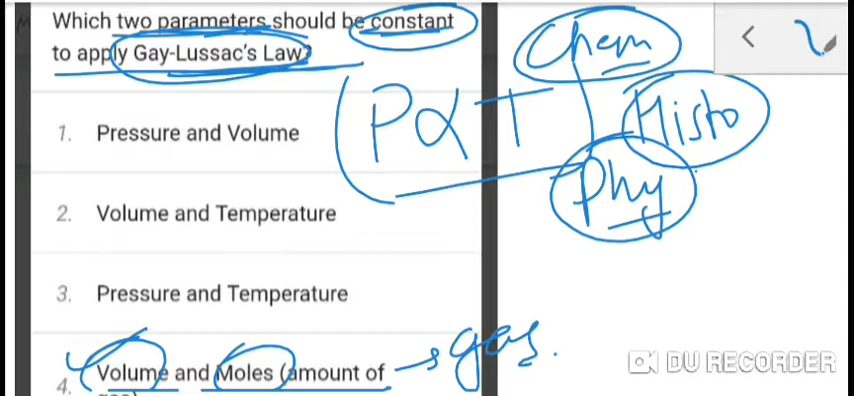 Which two parameters should be constant
to apply Gay-Lussac's Law?
1. Pressure and Volume
2. Volume and Temperature
3. Pressure and Temperature
4. Volume and Moles (amount of
gas.
Chem
P∝T
Histo
Phy
DU RECORDER